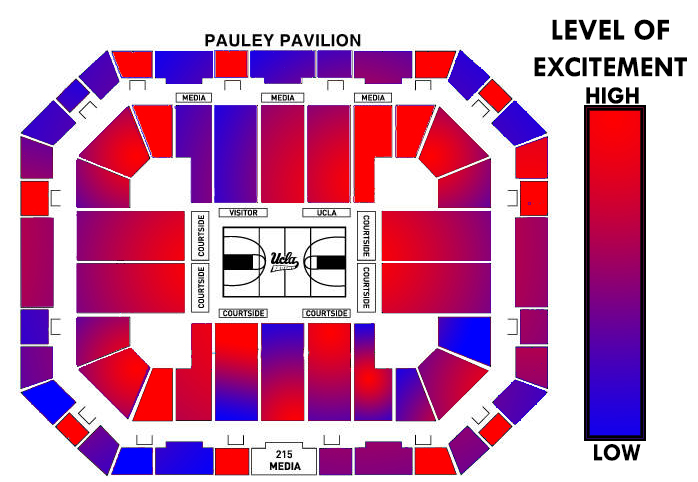 PAULEY PAVILION
LEVEL OF
EXCITEMENT
HIGH
MEDIA
MEDIA
MEDIA
VISITOR
UCLA
COURTSIDE
COURTSIDE
Ucla
COURTSIDE
COURTSIDE
COURTSIDE
COURTSIDE
215
MEDIA
LOW